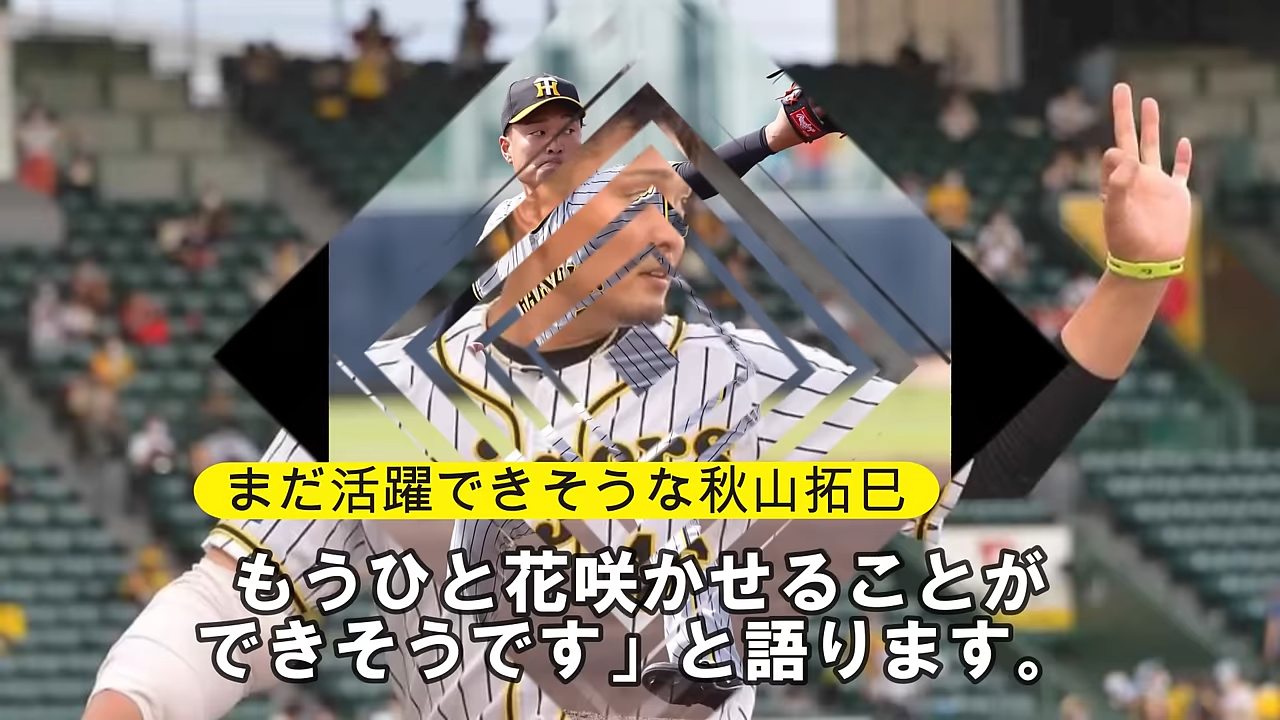 まだ活躍できそうな秋山拓巳
もうひと花咲かせることが
できそうです」と語ります。